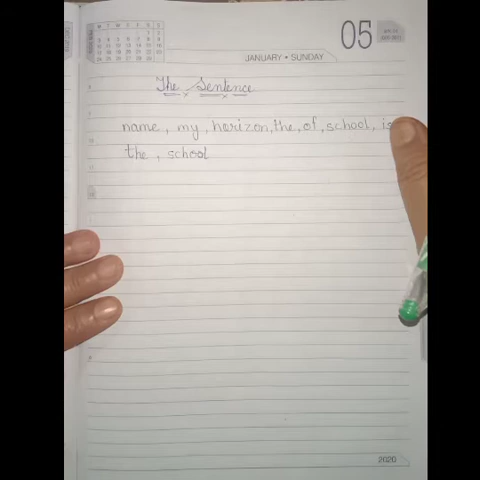 05
JANUARY • SUNDAY
The Sentence
name, my, horizon, the, of, school, is
the, school
2020